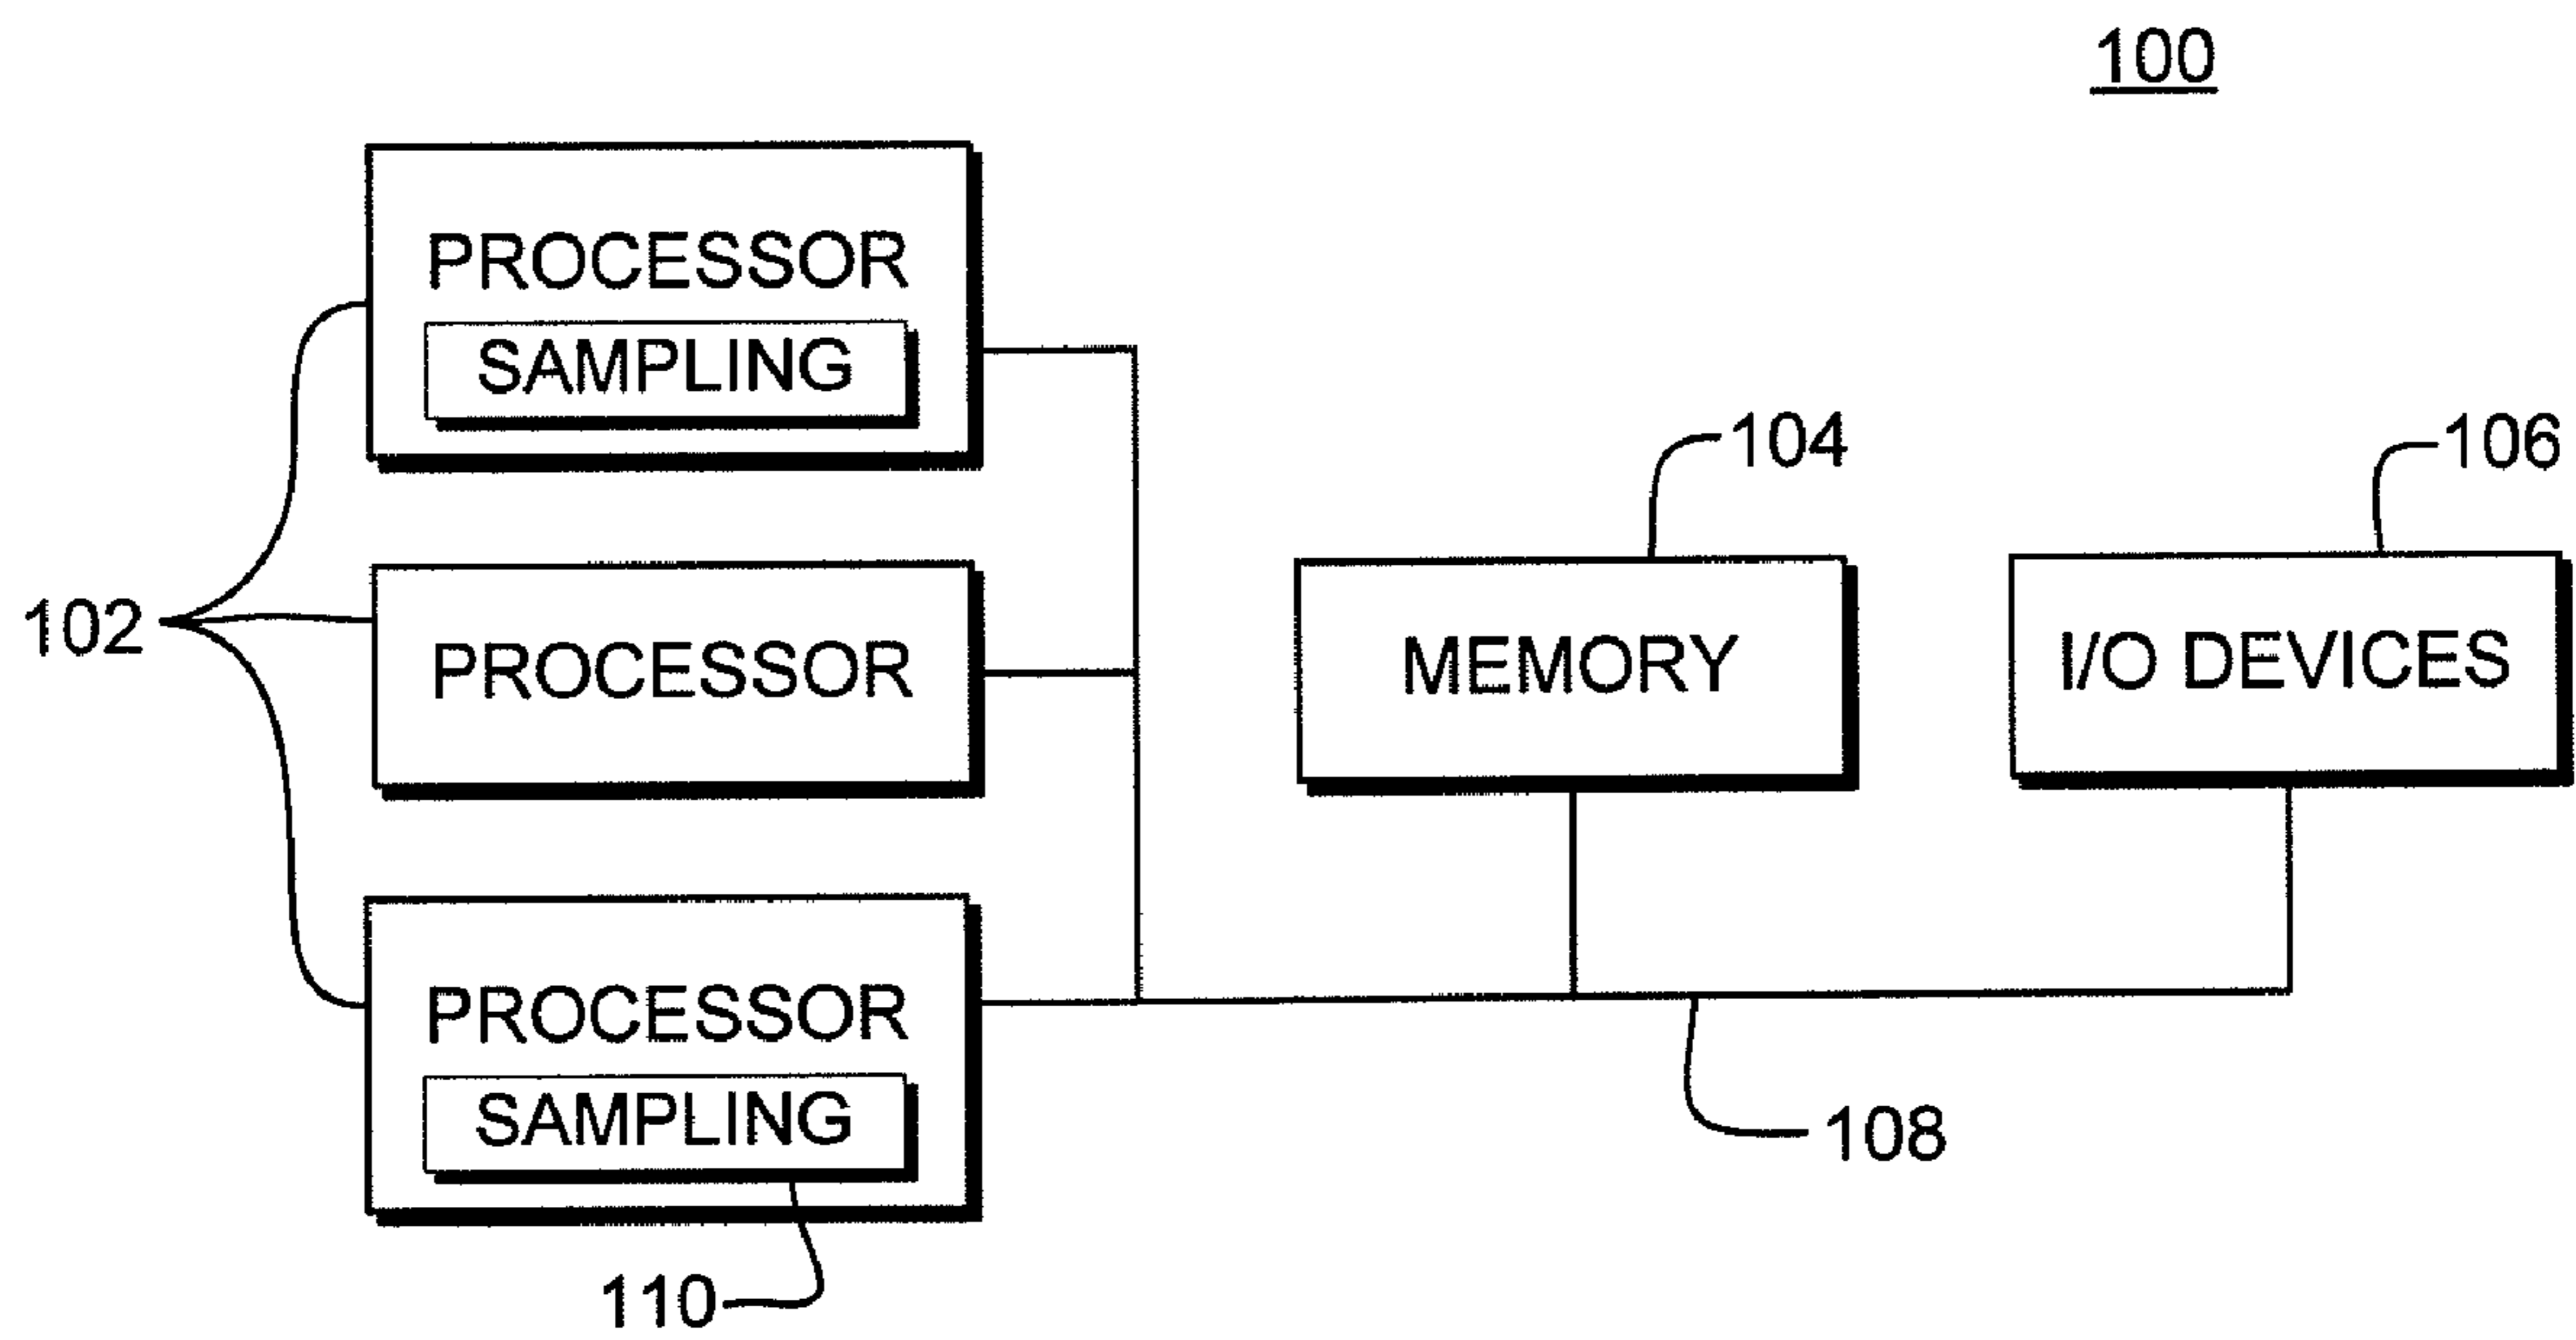 100
PROCESSOR
SAMPLING
104
106
102
PROCESSOR
MEMORY
I/O DEVICES
PROCESSOR
SAMPLING
108
110